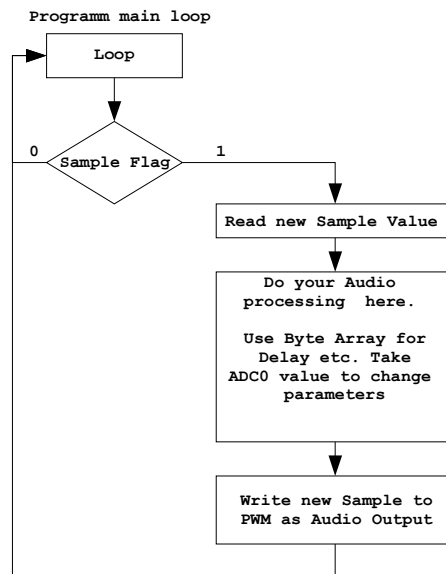 Programm main loop
Loop
0
1
Sample Flag
Read new Sample Value
Do your Audio
processing here.
Use Byte Array for
Delay etc. Take
ADC0 value to change
parameters
Write new Sample to
PWM as Audio Output